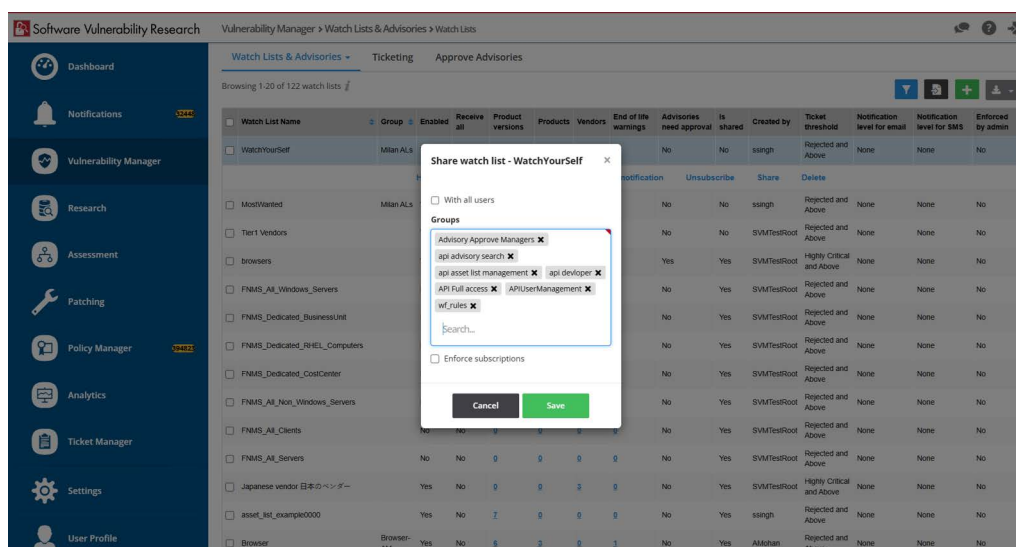 Software Vulnerability Research
Vulnerability Manager > Watch Lists & Advisories > Watch Lists
Dashboard
Notifications
Vulnerability Manager
Research
Assessment
Patching
Policy Manager
Analytics
Ticket Manager
Settings
User Profile
Watch Lists & Advisories Ticketing Approve Advisories
Browsing 1-20 of 122 watch lists
Watch List Name Group Enabled Receive all Product versions Products Vendors End of life warnings Advisories need approval Is shared Created by Ticket threshold Notification level for email Notification level for SMS Enforced by admin
WatchYourSelf Milan ALs No No ssingh Rejected and Above None None No
notification Unsubscribe Share Delete
MostWanted Milan ALs No No ssingh Rejected and Above None None No
Tier1 Vendors No No SVMTestRoot Rejected and Above None None No
browsers Yes Yes SVMTestRoot Highly Critical and Above None None No
FNMS_All_Windows_Servers No Yes SVMTestRoot Rejected and Above None None No
FNMS_Dedicated_BusinessUnit No Yes SVMTestRoot Rejected and Above None None No
FNMS_Dedicated_RHEL_Computers No Yes SVMTestRoot Rejected and Above None None No
FNMS_Dedicated_CostCenter No Yes SVMTestRoot Rejected and Above None None No
FNMS_All_Non_Windows_Servers No Yes SVMTestRoot Rejected and Above None None No
FNMS_All_Clients No No 0 0 0 0 No Yes SVMTestRoot Rejected and Above None None No
FNMS_All_Servers No No 0 0 0 0 No Yes SVMTestRoot Rejected and Above None None No
Japanese vendor 日本のベンダー Yes No 0 0 3 0 No Yes SVMTestRoot Highly Critical and Above None None No
asset_list_example0000 Yes No 7 0 0 0 No Yes ssingh Rejected and Above None None No
Browser Browser- Yes No 6 3 0 1 No Yes AMohan Rejected and None None No
Share watch list - WatchYourSelf ×
With all users
Groups
Advisory Approve Managers ✖
api advisory search ✖
api asset list management ✖ api devloper ✖
API Full access ✖ APIUserManagement ✖
wf_rules ✖
Search...
Enforce subscriptions
Cancel Save